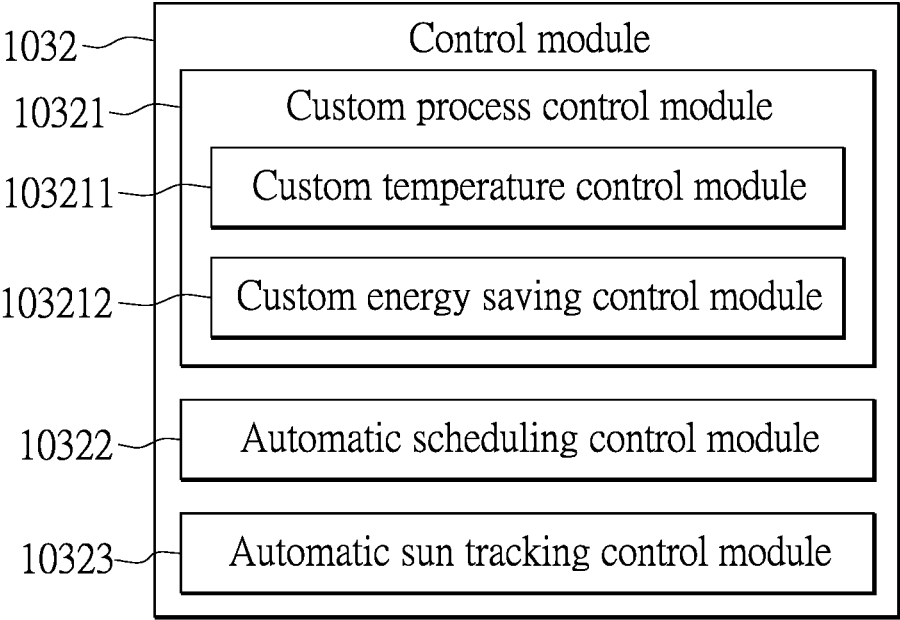 1032
Control module
10321
Custom process control module
103211
Custom temperature control module
103212
Custom energy saving control module
10322
Automatic scheduling control module
10323
Automatic sun tracking control module